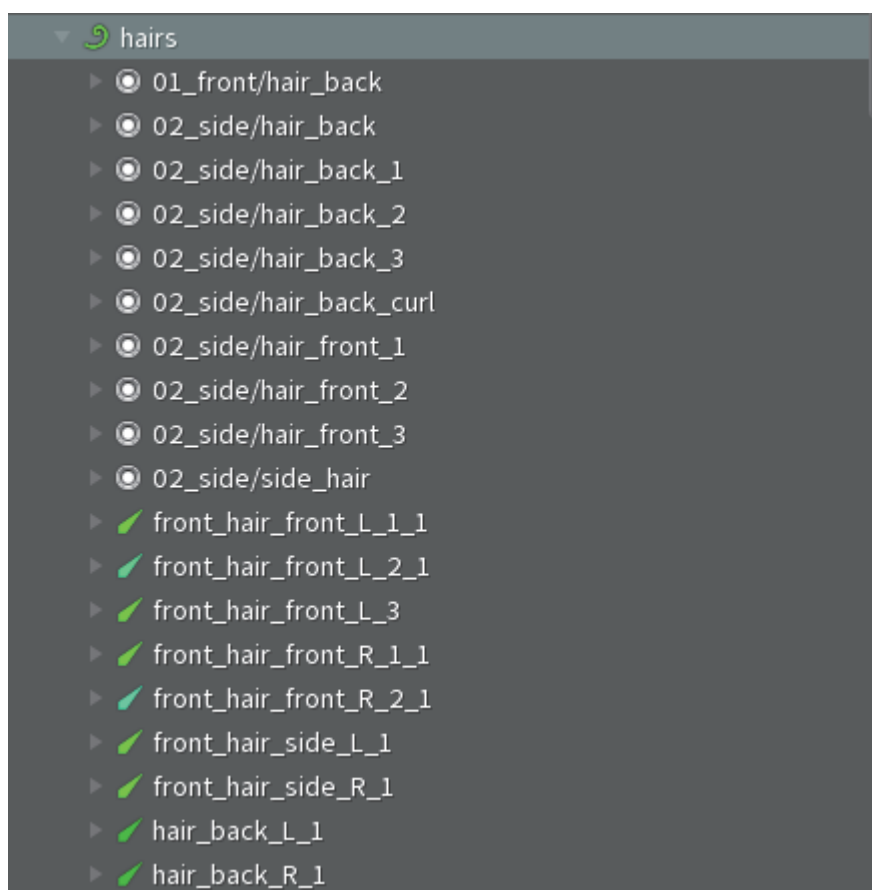 hairs
01_front/hair_back
02_side/hair_back
02_side/hair_back_1
02_side/hair_back_2
02_side/hair_back_3
02_side/hair_back_curl
02_side/hair_front_1
02_side/hair_front_2
02_side/hair_front_3
02_side/side_hair
front_hair_front_L_1_1
front_hair_front_L_2_1
front_hair_front_L_3
front_hair_front_R_1_1
front_hair_front_R_2_1
front_hair_side_L_1
front_hair_side_R_1
hair_back_L_1
hair_back_R_1